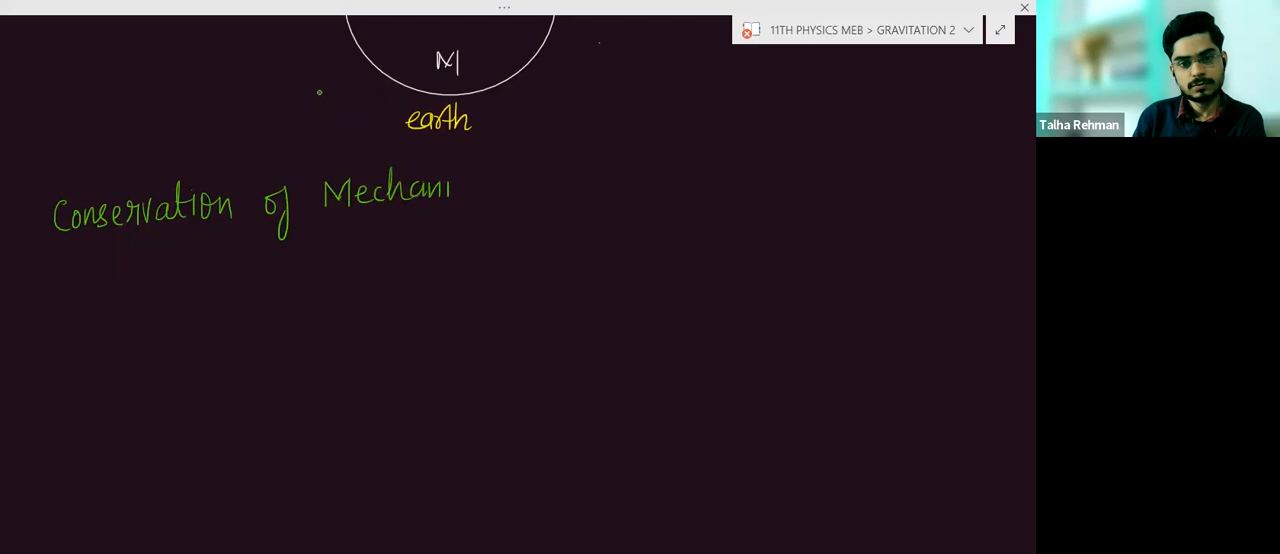 11TH PHYSICS MEB > GRAVITATION 2
M
earth
Talha Rehman
Conservation of Mechani